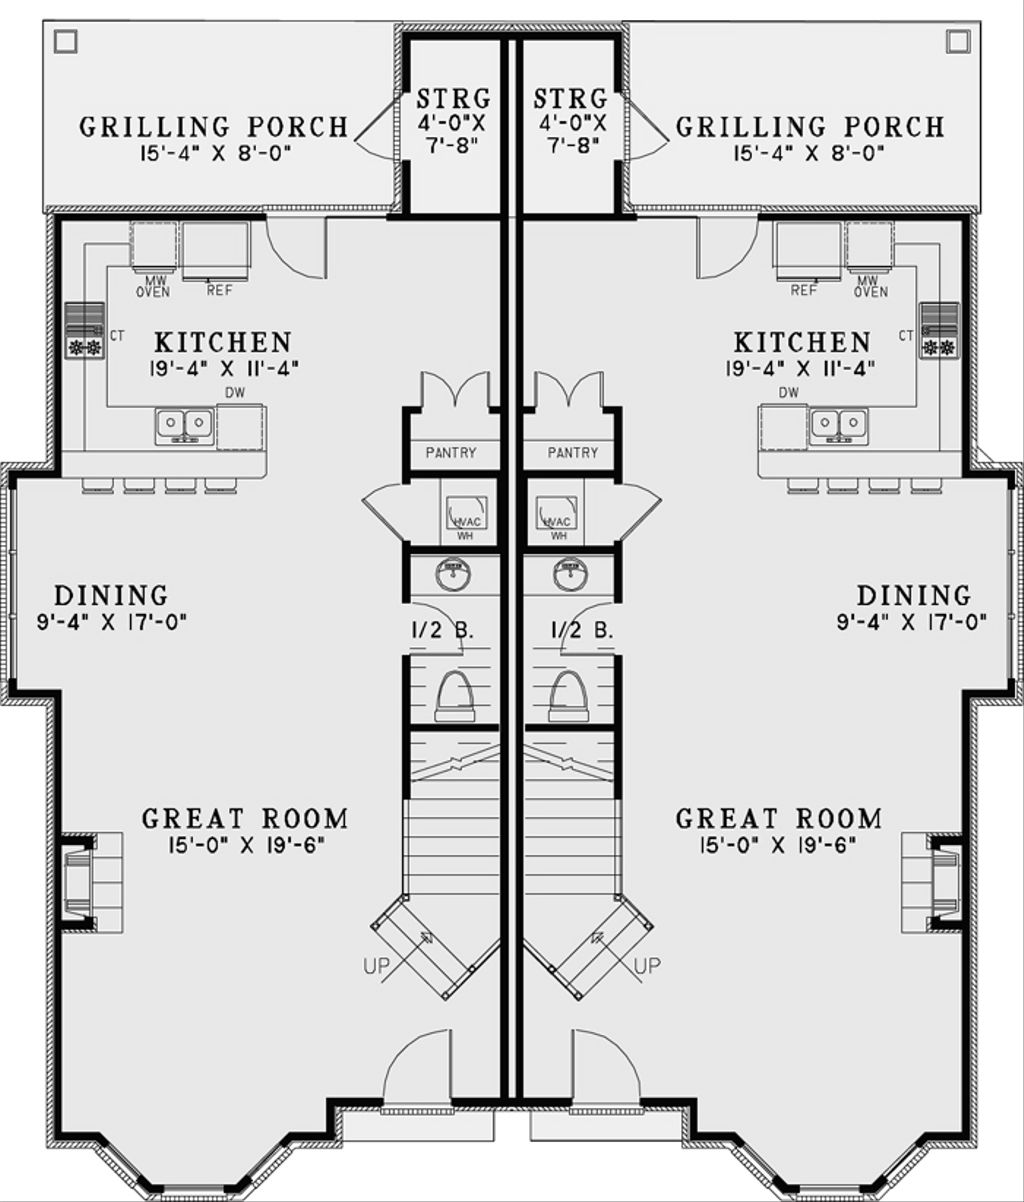 STRG
4'-0"X
7'-8"
STRG
4'-0"X
7'-8"
GRILLING PORCH
15'-4" X 8'-0"
GRILLING PORCH
15'-4" X 8'-0"
MW
OVEN
REF
CT
KITCHEN
19'-4" X 11'-4"
DW
REF
MW
OVEN
CT
KITCHEN
19'-4" X 11'-4"
DW
PANTRY
PANTRY
HVAC
WH
HVAC
WH
DINING
9'-4" X 17'-0"
DINING
9'-4" X 17'-0"
1/2 B.
1/2 B.
GREAT ROOM
15'-0" X 19'-6"
GREAT ROOM
15'-0" X 19'-6"
UP
UP